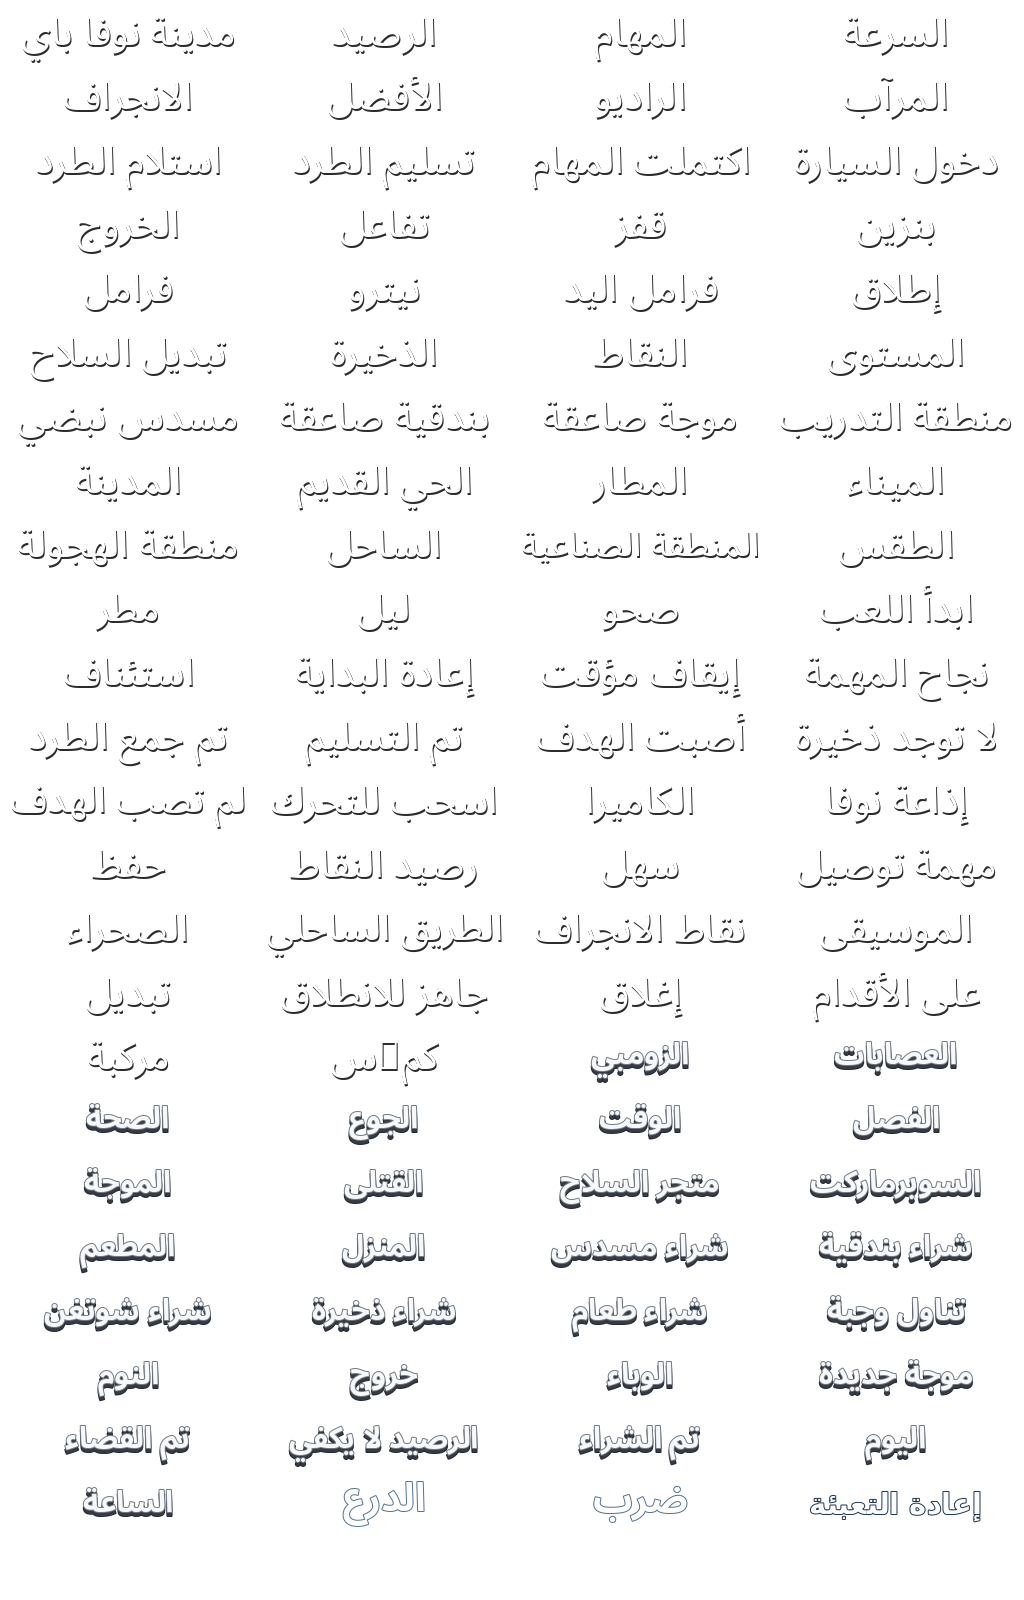 السرعة المهام الرصيد مدينة نوفا باي
المرآب الراديو الأفضل الانجراف
دخول السيارة اكتملت المهام تسليم الطرد استلام الطرد
بنزين قفز تفاعل الخروج
إطلاق فرامل اليد نيترو فرامل
المستوى النقاط الذخيرة تبديل السلاح
منطقة التدريب موجة صاعقة بندقية صاعقة مسدس نبضي
الميناء المطار الحي القديم المدينة
الطقس المنطقة الصناعية الساحل منطقة الهجولة
ابدأ اللعب صحو ليل مطر
نجاح المهمة إيقاف مؤقت إعادة البداية استئناف
لا توجد ذخيرة أصبت الهدف تم التسليم تم جمع الطرد
إذاعة نوفا الكاميرا اسحب للتحرك لم تصب الهدف
مهمة توصيل سهل رصيد النقاط حفظ
الموسيقى نقاط الانجراف الطريق الساحلي الصحراء
على الأقدام إغلاق جاهز للانطلاق تبديل
العصابات الزومبي كم▯س مركبة
الفصل الوقت الجوع الصحة
السوبرماركت متجر السلاح القتلى الموجة
شراء بندقية شراء مسدس المنزل المطعم
تناول وجبة شراء طعام شراء ذخيرة شراء شوتغن
موجة جديدة الوباء خروج النوم
اليوم تم الشراء الرصيد لا يكفي تم القضاء
إعادة التعبئة ضرب الدرع الساعة